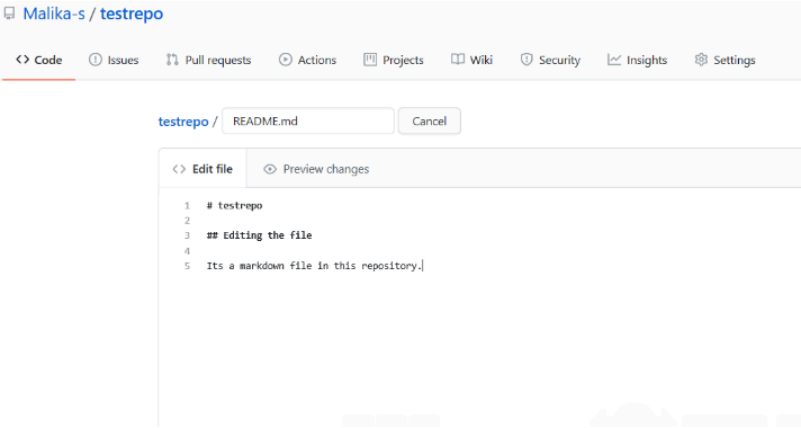 Malika-s / testrepo
Code Issues Pull requests Actions Projects Wiki Security Insights Settings
testrepo / README.md Cancel
Edit file Preview changes
1 # testrepo
2
3 ## Editing the file
4
5 Its a markdown file in this repository.